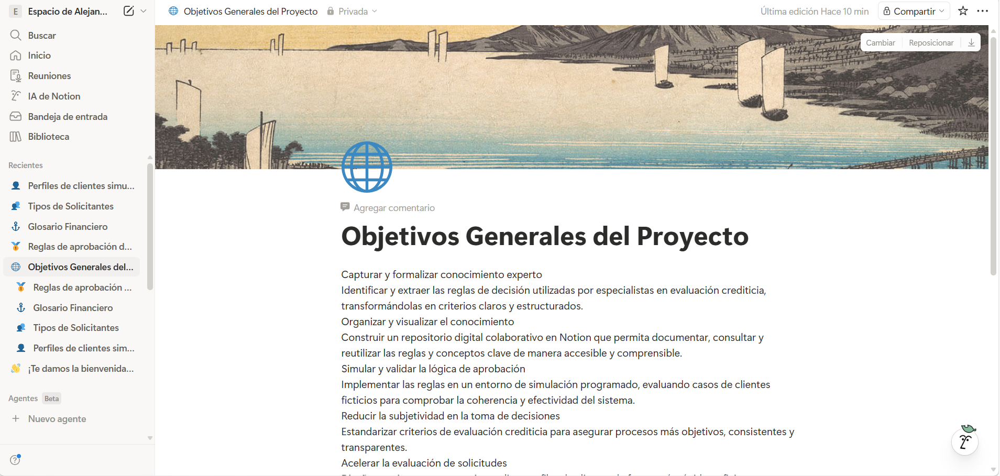 E Espacio de Alejan...
Buscar
Inicio
Reuniones
IA de Notion
Bandeja de entrada
Biblioteca
Recientes
Perfiles de clientes simu...
Tipos de Solicitantes
Glosario Financiero
Reglas de aprobación d...
Objetivos Generales del...
Reglas de aprobación ...
Glosario Financiero
Tipos de Solicitantes
Perfiles de clientes sim...
¡Te damos la bienvenida...
Agentes Beta
Nuevo agente
Objetivos Generales del Proyecto Privada Última edición Hace 10 min Compartir
Cambiar Reposicionar
Agregar comentario
Objetivos Generales del Proyecto
Capturar y formalizar conocimiento experto
Identificar y extraer las reglas de decisión utilizadas por especialistas en evaluación crediticia,
transformándolas en criterios claros y estructurados.
Organizar y visualizar el conocimiento
Construir un repositorio digital colaborativo en Notion que permita documentar, consultar y
reutilizar las reglas y conceptos clave de manera accesible y comprensible.
Simular y validar la lógica de aprobación
Implementar las reglas en un entorno de simulación programado, evaluando casos de clientes
ficticios para comprobar la coherencia y efectividad del sistema.
Reducir la subjetividad en la toma de decisiones
Estandarizar criterios de evaluación crediticia para asegurar procesos más objetivos, consistentes y
transparentes.
Acelerar la evaluación de solicitudes